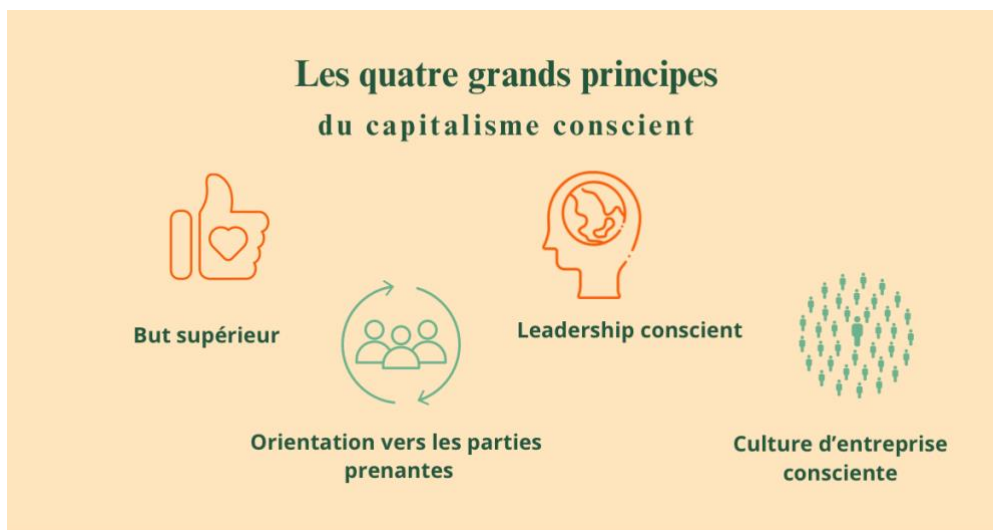 Les quatre grands principes
du capitalisme conscient
But supérieur
Orientation vers les parties
prenantes
Leadership conscient
Culture d'entreprise
consciente